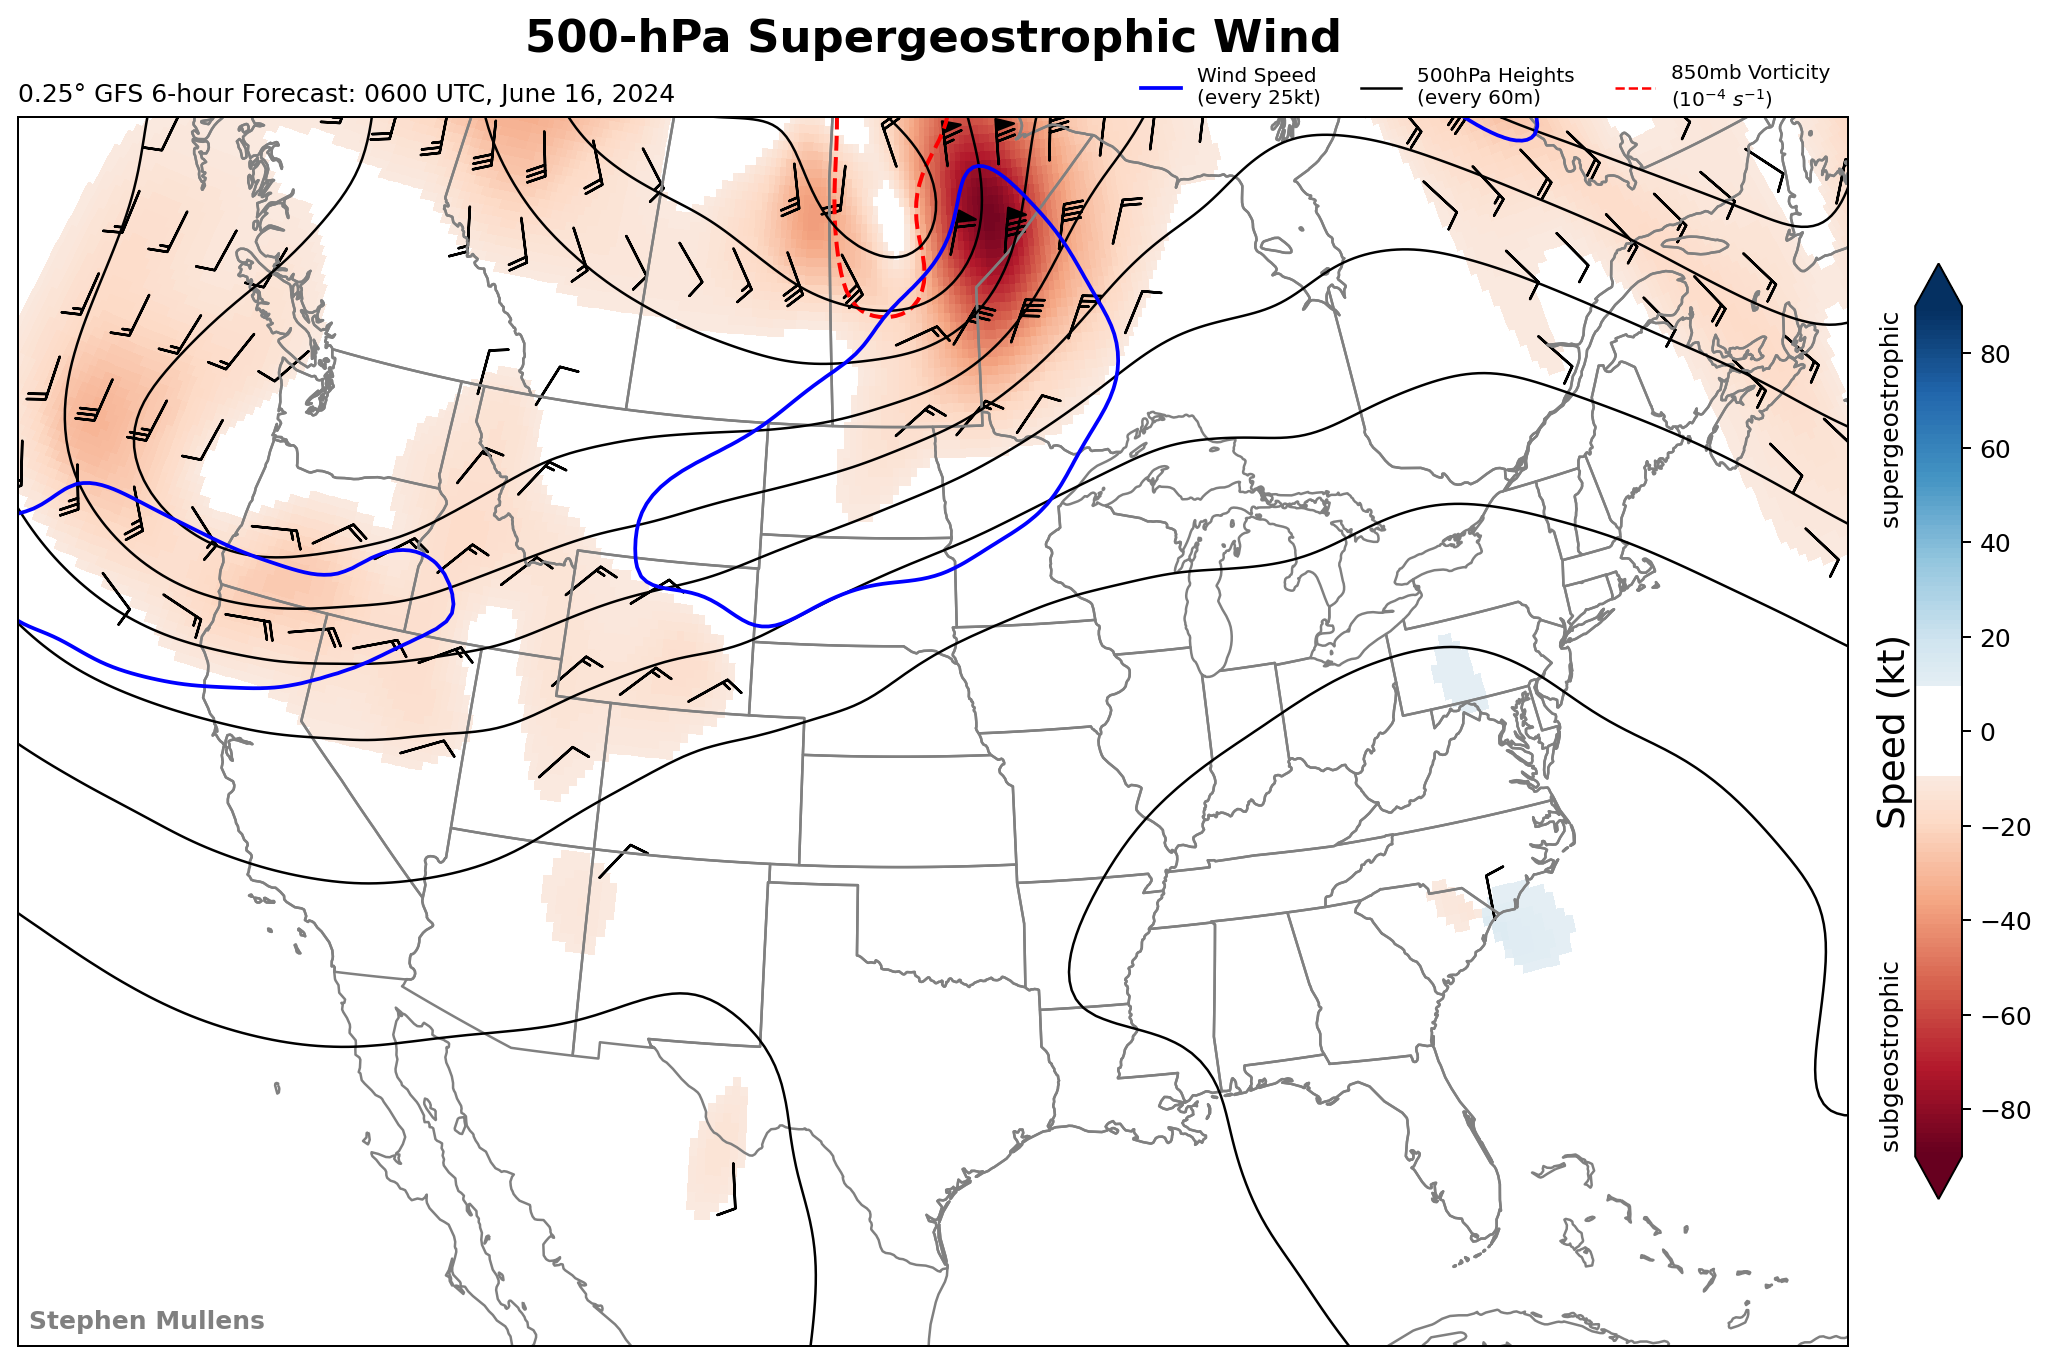 500-hPa Supergeostrophic Wind
0.25° GFS 6-hour Forecast: 0600 UTC, June 16, 2024
Wind Speed
(every 25kt)
500hPa Heights
(every 60m)
850mb Vorticity
(10⁻⁴ s⁻¹)
supergeostrophic
Speed (kt)
subgeostrophic
80
60
40
20
0
−20
−40
−60
−80
Stephen Mullens